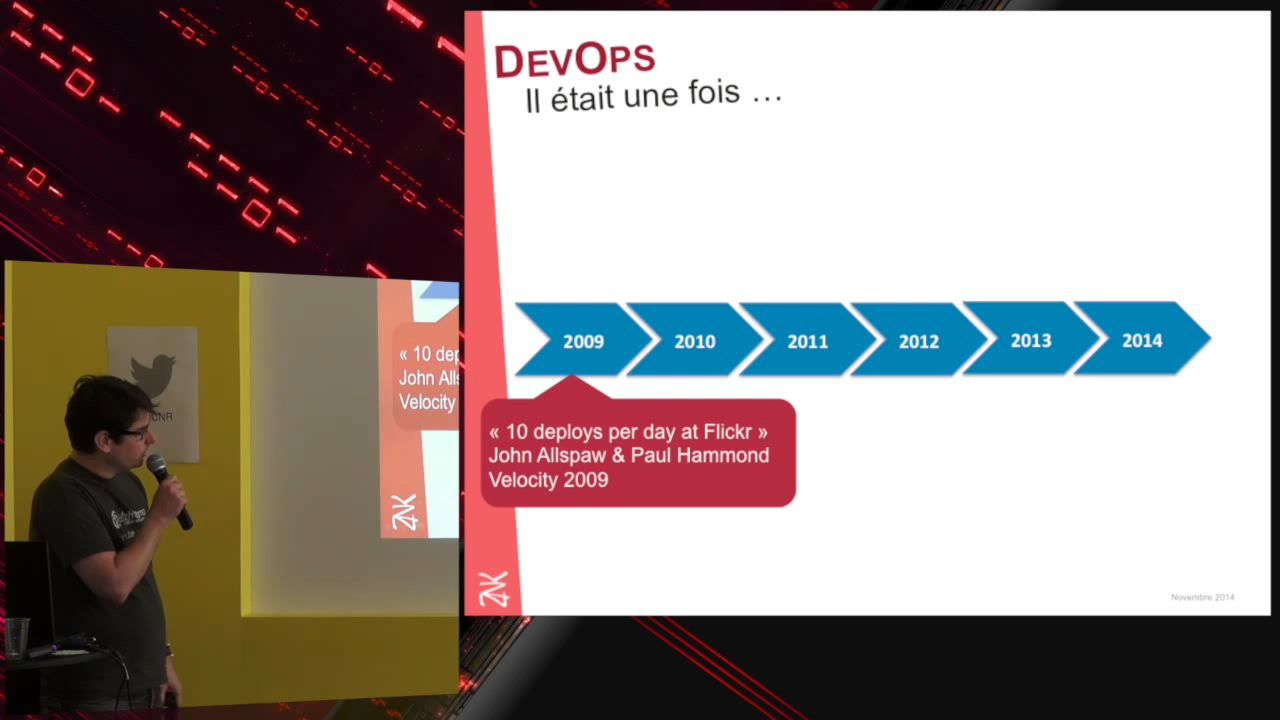 DEVOPS
Il était une fois ...
2009 2010 2011 2012 2013 2014
« 10 deploys per day at Flickr »
John Allspaw & Paul Hammond
Velocity 2009
Novembre 2014
« 10 dep
John Alls
Velocity
CNR